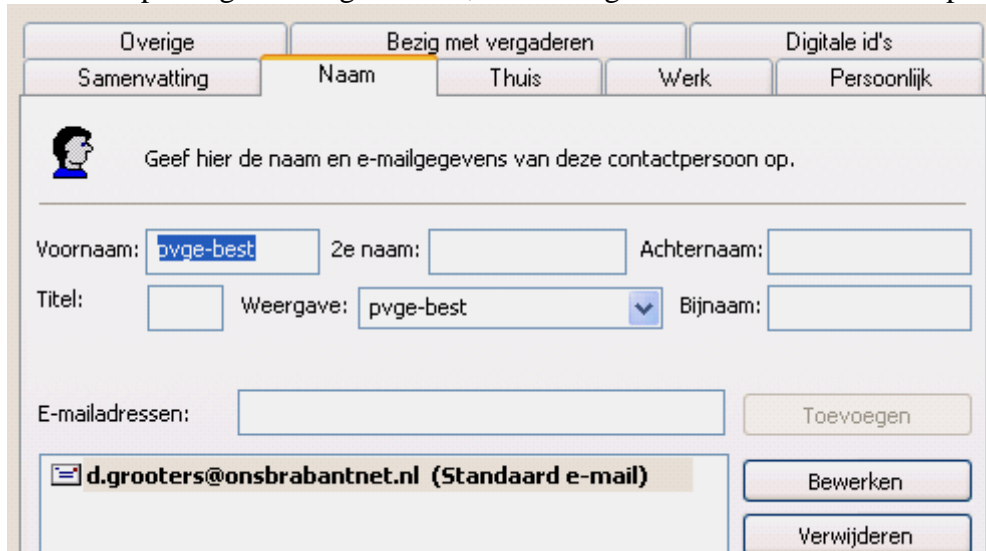 Overige Bezig met vergaderen Digitale id's
Samenvatting Naam Thuis Werk Persoonlijk
Geef hier de naam en e-mailgegevens van deze contactpersoon op.
Voornaam: pvge-best 2e naam: Achternaam:
Titel: Weergave: pvge-best Bijnaam:
E-mailadressen: Toevoegen
d.grooters@onsbrabantnet.nl (Standaard e-mail) Bewerken
Verwijderen